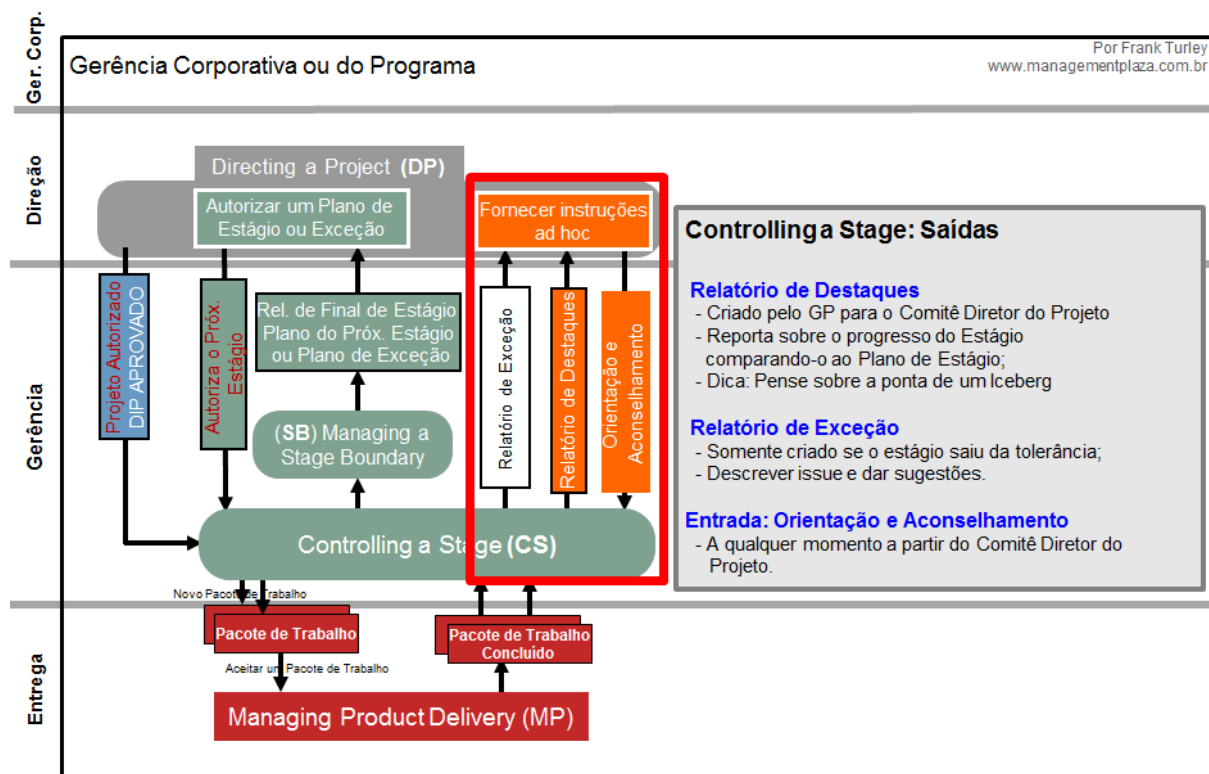 Ger. Corp.
Por Frank Turley
www.managementplaza.com.br
Gerência Corporativa ou do Programa
Direção
Directing a Project (DP)
Autorizar um Plano de
Estágio ou Exceção
Fornecer instruções
ad hoc
Gerência
Projeto Autorizado
DIP APROVADO
Autoriza o Próx.
Estágio
Rel. de Final de Estágio
Plano do Próx. Estágio
ou Plano de Exceção
(SB) Managing a
Stage Boundary
Relatório de Exceção
Relatório de Destaques
Orientação e
Aconselhamento
Controlling a Stage (CS)
Controlling a Stage: Saídas
Relatório de Destaques
- Criado pelo GP para o Comitê Diretor do Projeto
- Reporta sobre o progresso do Estágio
comparando-o ao Plano de Estágio;
- Dica: Pense sobre a ponta de um Iceberg
Relatório de Exceção
- Somente criado se o estágio saiu da tolerância;
- Descrever issue e dar sugestões.
Entrada: Orientação e Aconselhamento
- A qualquer momento a partir do Comitê Diretor do
Projeto.
Entrega
Novo Pacote de Trabalho
Pacote de Trabalho
Aceitar um Pacote de Trabalho
Pacote de Trabalho
Concluído
Managing Product Delivery (MP)